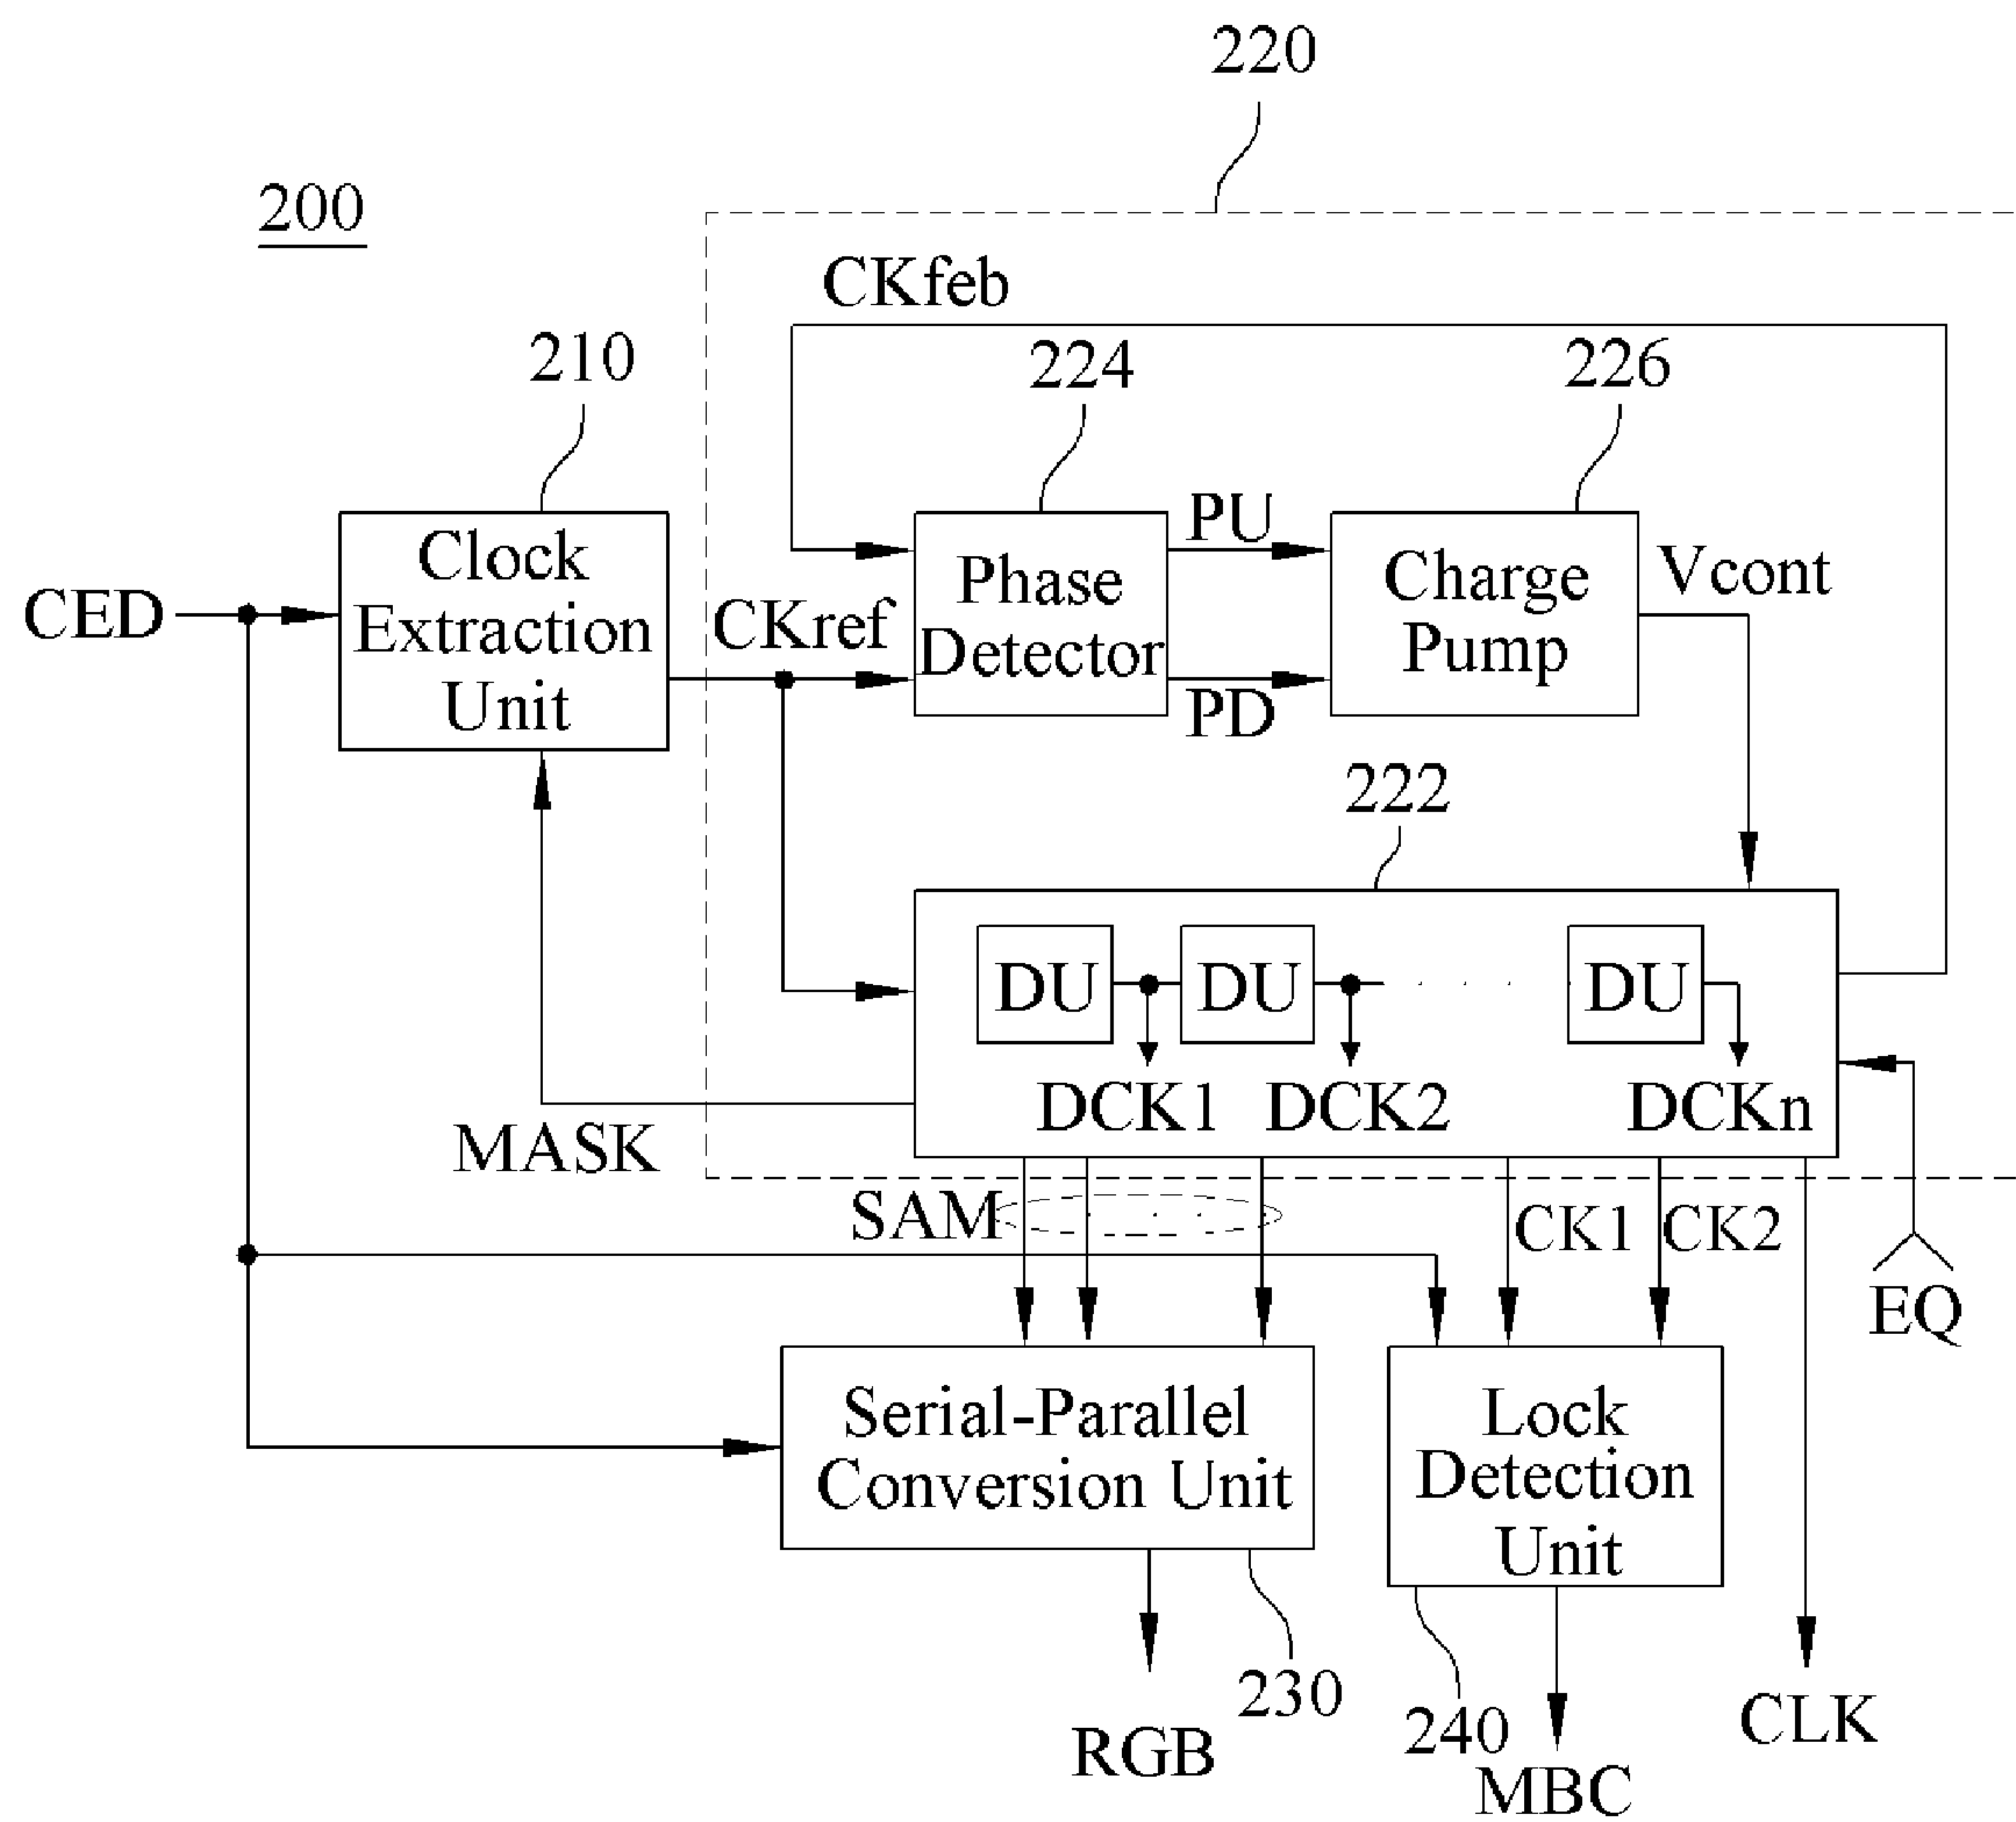 220
200
CKfeb
210
224
226
Clock
Extraction
Unit
CED
CKref
Phase
Detector
PU
PD
Charge
Pump
Vcont
222
DU
DU
DU
DCK1
DCK2
DCKn
MASK
SAM
CK1
CK2
EQ
Serial-Parallel
Conversion Unit
Lock
Detection
Unit
230
240
RGB
MBC
CLK